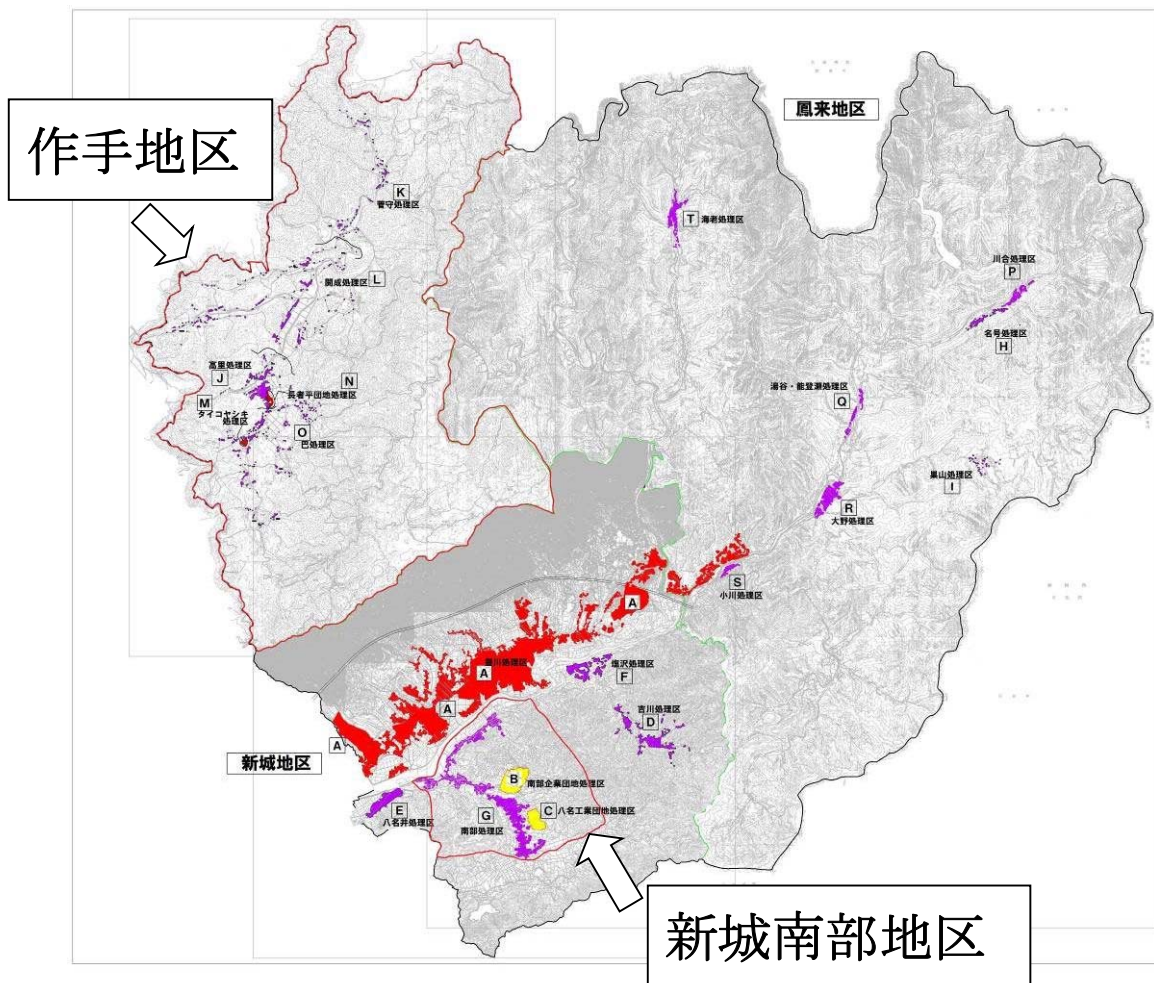 作手地区
鳳来地区
K
菅守処理区
T
海老処理区
川合処理区
P
開成処理区
L
名号処理区
H
高里処理区
J
N
長者平団地処理区
湯谷・能登瀬処理区
Q
M
タイコヤシキ
処理区
O
巴処理区
巣山処理区
I
R
大野処理区
S
小川処理区
A
豊川処理区
A
塩沢処理区
F
A
吉川処理区
D
A
新城地区
B
南部企業団地処理区
E
八名井処理区
G
南部処理区
C
八名工業団地処理区
新城南部地区